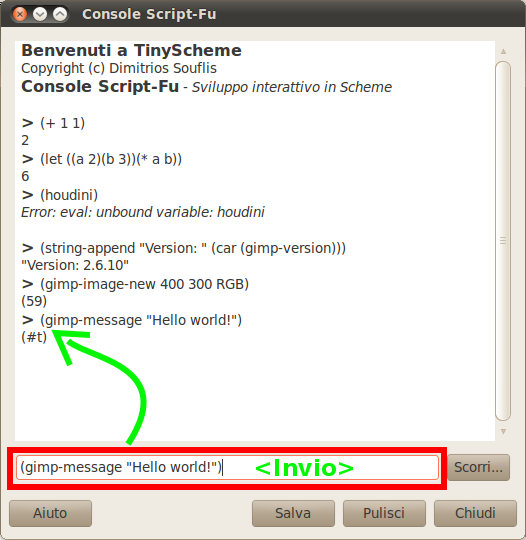 Console Script-Fu
Benvenuti a TinyScheme
Copyright (c) Dimitrios Souflis
Console Script-Fu - Sviluppo interattivo in Scheme
> (+ 1 1)
2
> (let ((a 2)(b 3))(* a b))
6
> (houdini)
Error: eval: unbound variable: houdini
> (string-append "Version: " (car (gimp-version)))
"Version: 2.6.10"
> (gimp-image-new 400 300 RGB)
(59)
> (gimp-message "Hello world!")
(#t)
(gimp-message "Hello world!") <Invio> Scorri...
Aiuto Salva Pulisci Chiudi